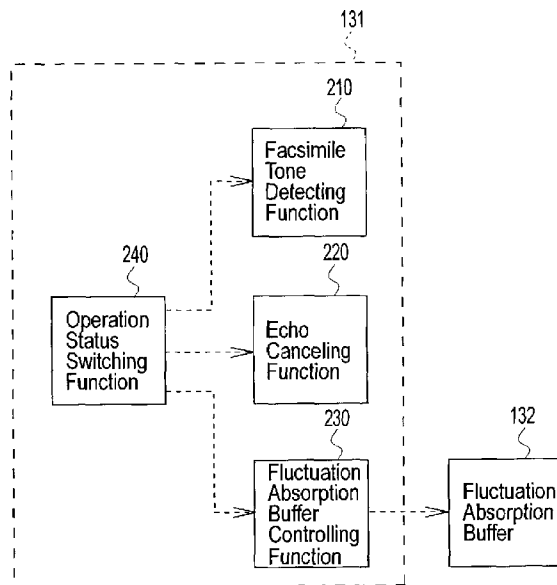 131
210
Facsimile
Tone
Detecting
Function
240
Operation
Status
Switching
Function
220
Echo
Canceling
Function
230
Fluctuation
Absorption
Buffer
Controlling
Function
132
Fluctuation
Absorption
Buffer